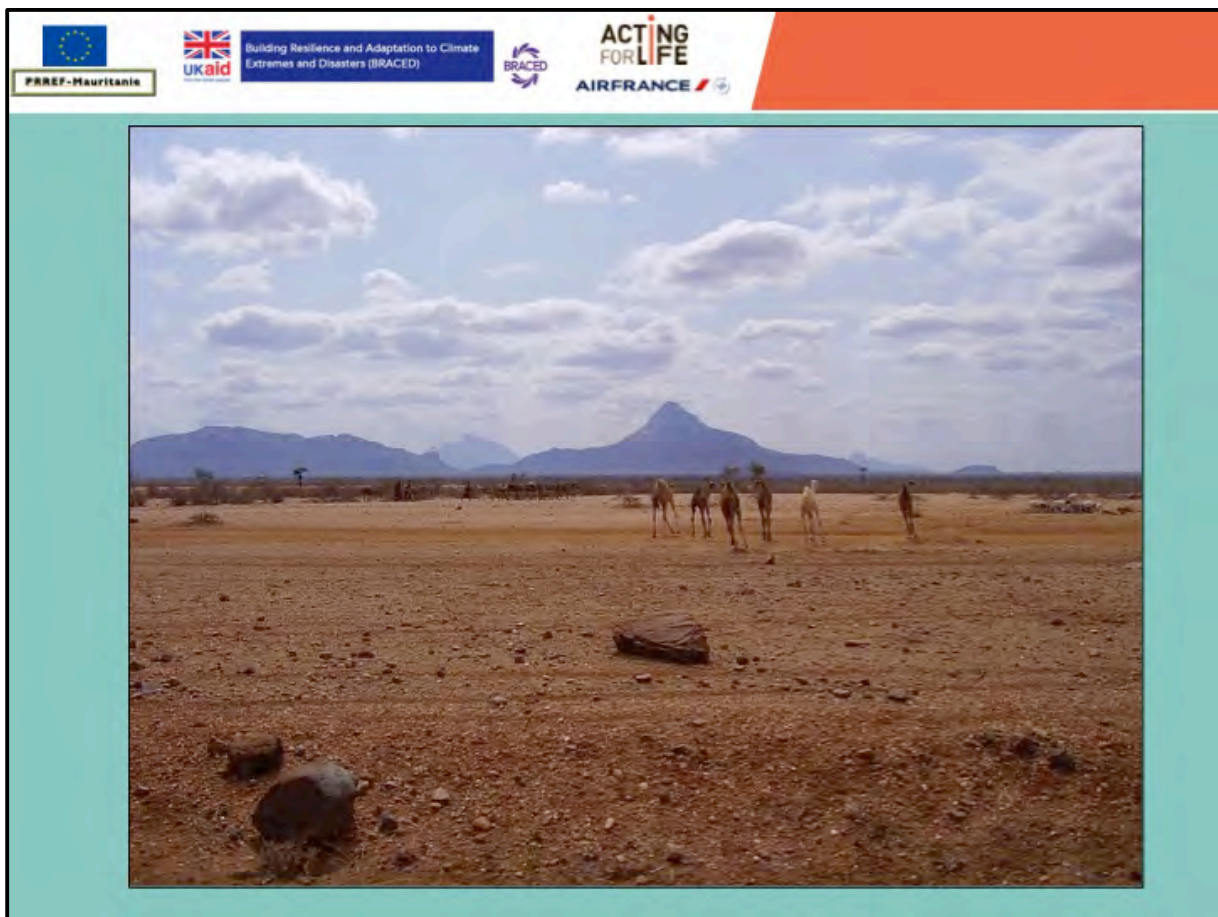 PRREF-Mauritanie
UKaid
Building Resilience and Adaptation to Climate
Extremes and Disasters (BRACED)
BRACED
ACTING
FOR LIFE
AIRFRANCE